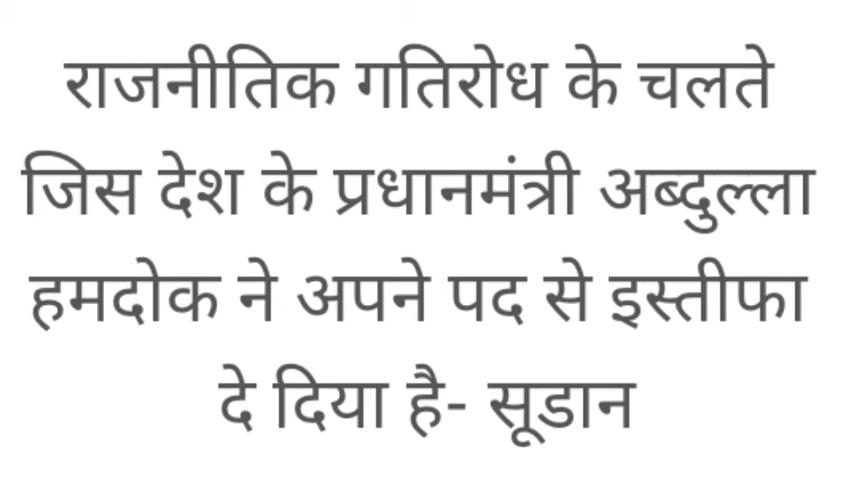 राजनीतिक गतिरोध के चलते
जिस देश के प्रधानमंत्री अब्दुल्ला
हमदोक ने अपने पद से इस्तीफा
दे दिया है- सूडान